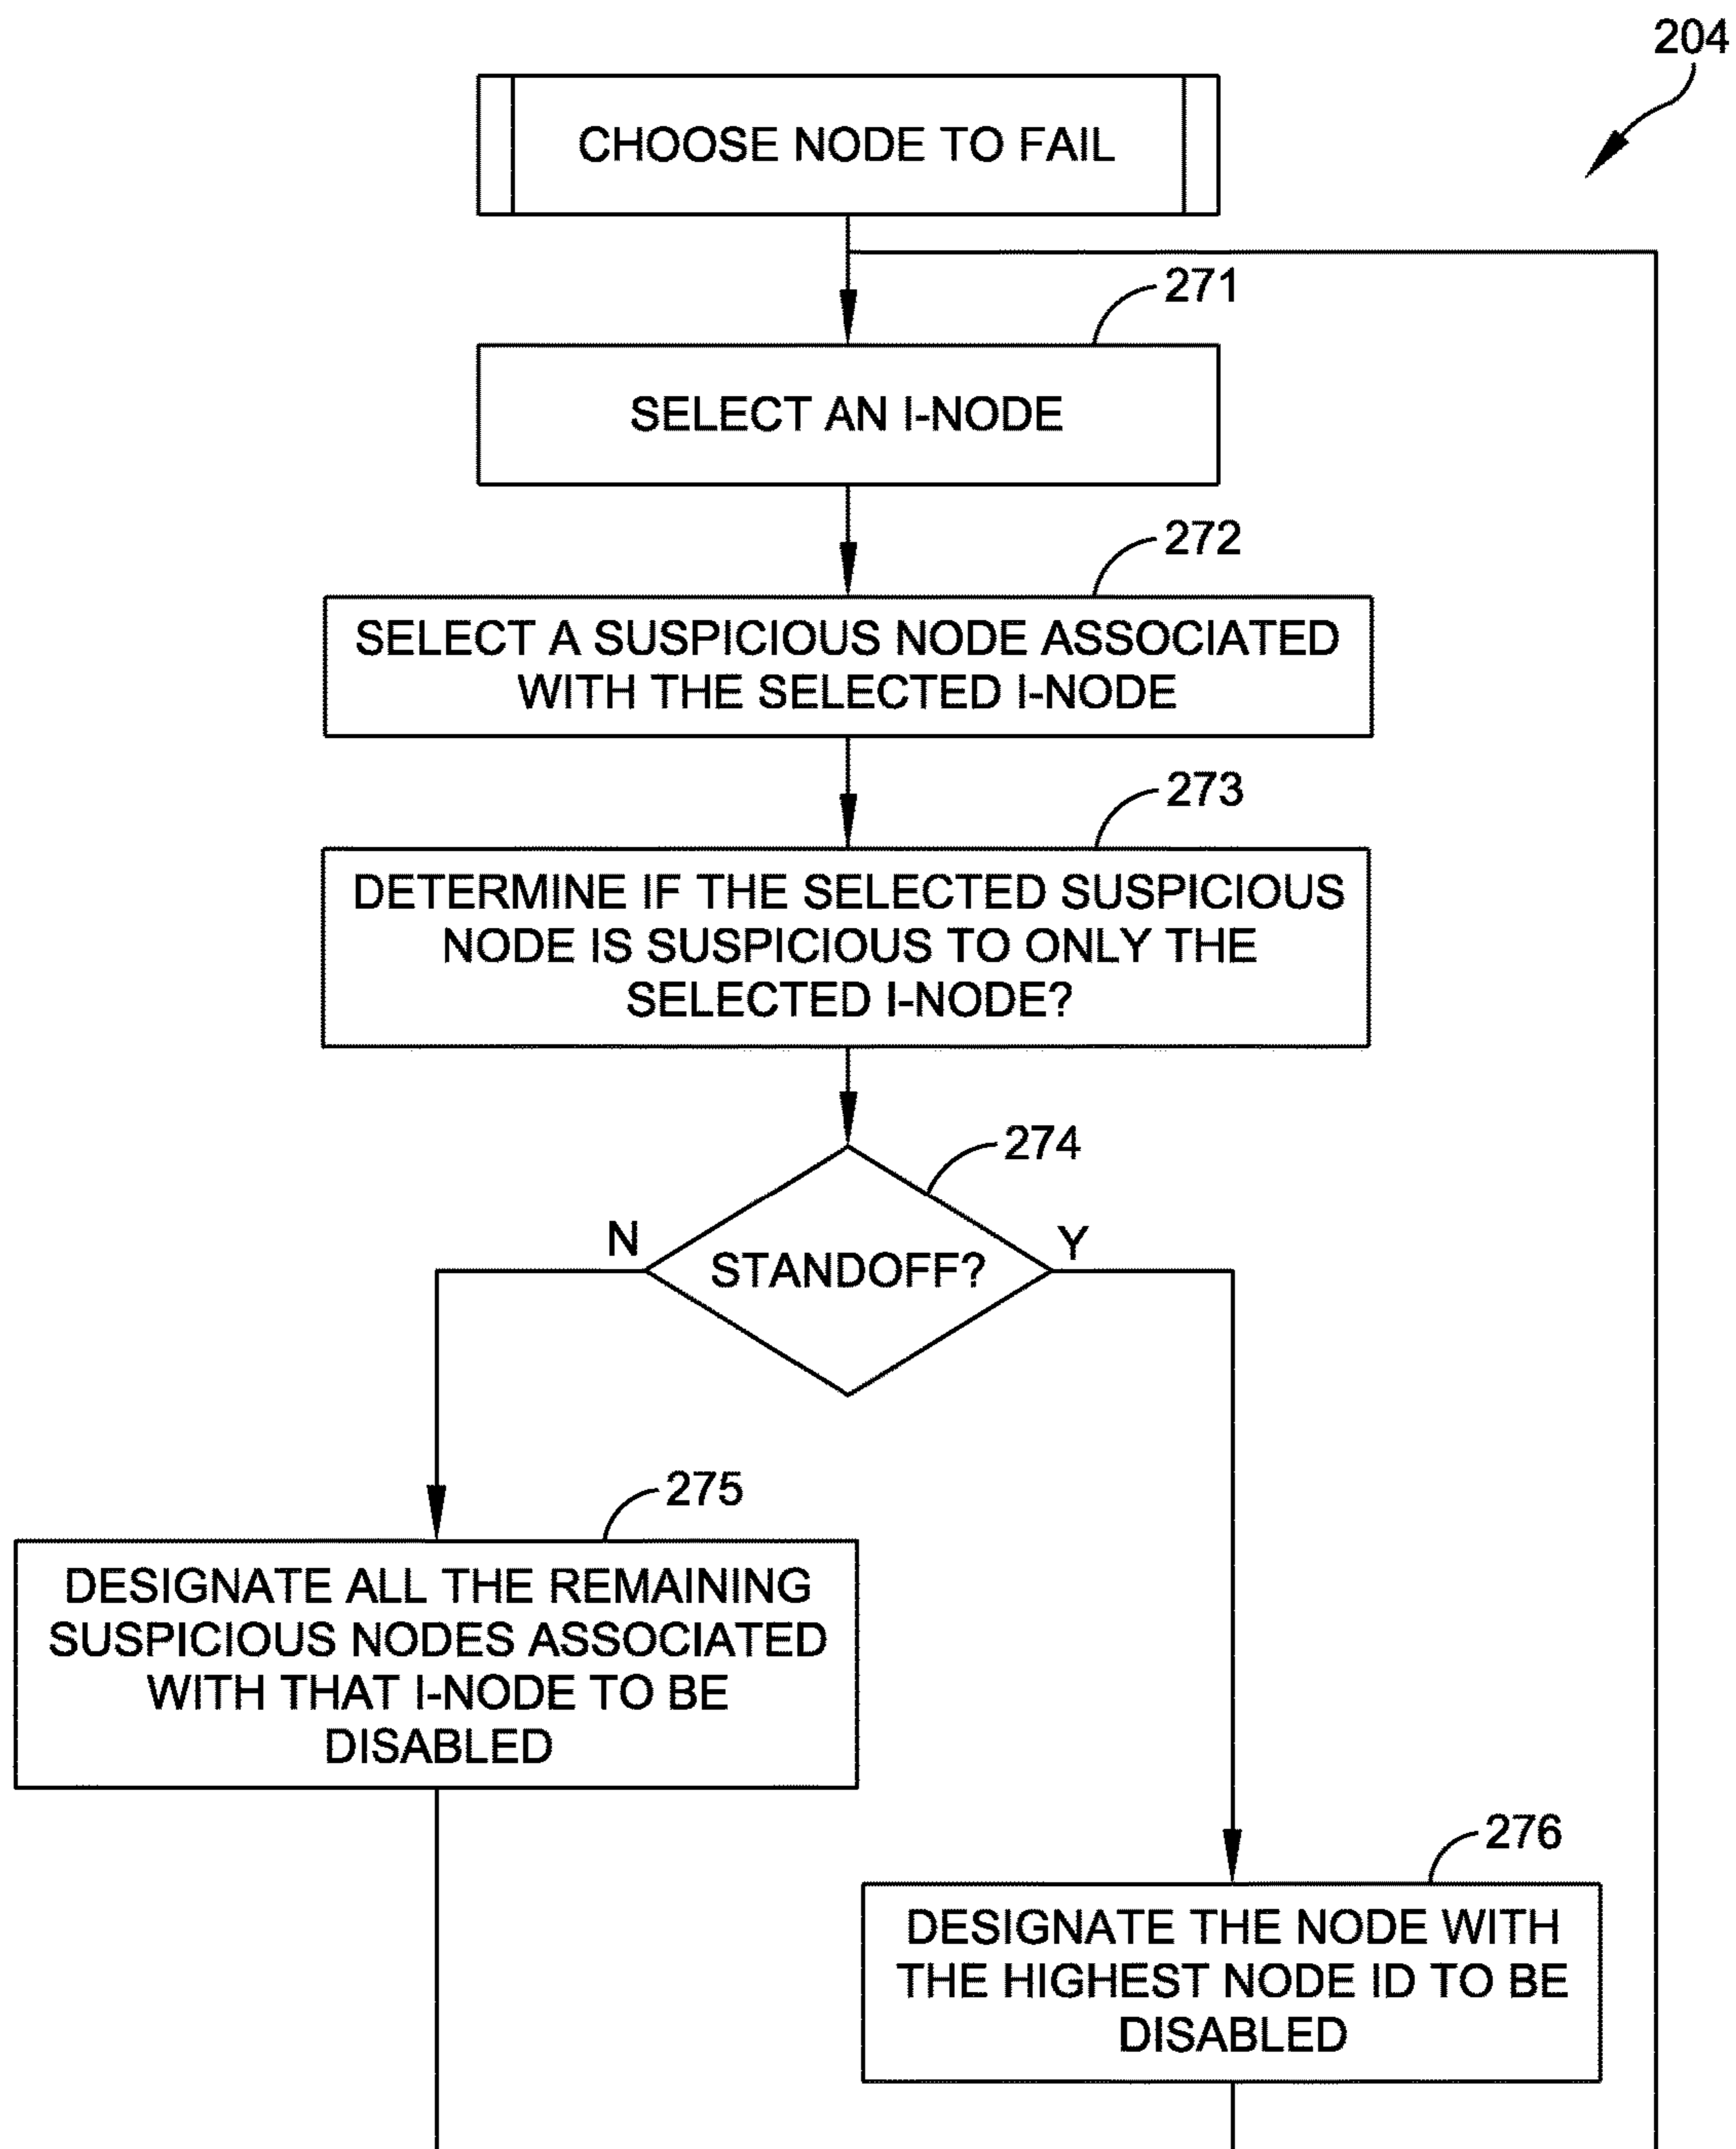 204
CHOOSE NODE TO FAIL
271
SELECT AN I-NODE
272
SELECT A SUSPICIOUS NODE ASSOCIATED
WITH THE SELECTED I-NODE
273
DETERMINE IF THE SELECTED SUSPICIOUS
NODE IS SUSPICIOUS TO ONLY THE
SELECTED I-NODE?
274
N
STANDOFF?
Y
275
DESIGNATE ALL THE REMAINING
SUSPICIOUS NODES ASSOCIATED
WITH THAT I-NODE TO BE
DISABLED
276
DESIGNATE THE NODE WITH
THE HIGHEST NODE ID TO BE
DISABLED